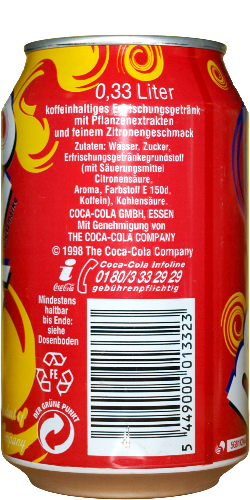 0,33 Liter
koffeinhaltiges Erfrischungsgetränk
mit Pflanzenextrakten
und feinem Zitronengeschmack
Zutaten: Wasser, Zucker,
Erfrischungsgetränkegrundstoff
(mit Säuerungsmittel
Citronensäure,
Aroma, Farbstoff E 150d,
Koffein), Kohlensäure.
COCA-COLA GMBH, ESSEN
Mit Genehmigung von
THE COCA-COLA COMPANY
© 1998 The Coca-Cola Company
Coca-Cola Infoline
0180/3 33 29 29
gebührenpflichtig
Coca-Cola
Mindestens
haltbar
bis Ende:
siehe
Dosenboden
FE
DER GRÜNE PUNKT
5 449000 013323